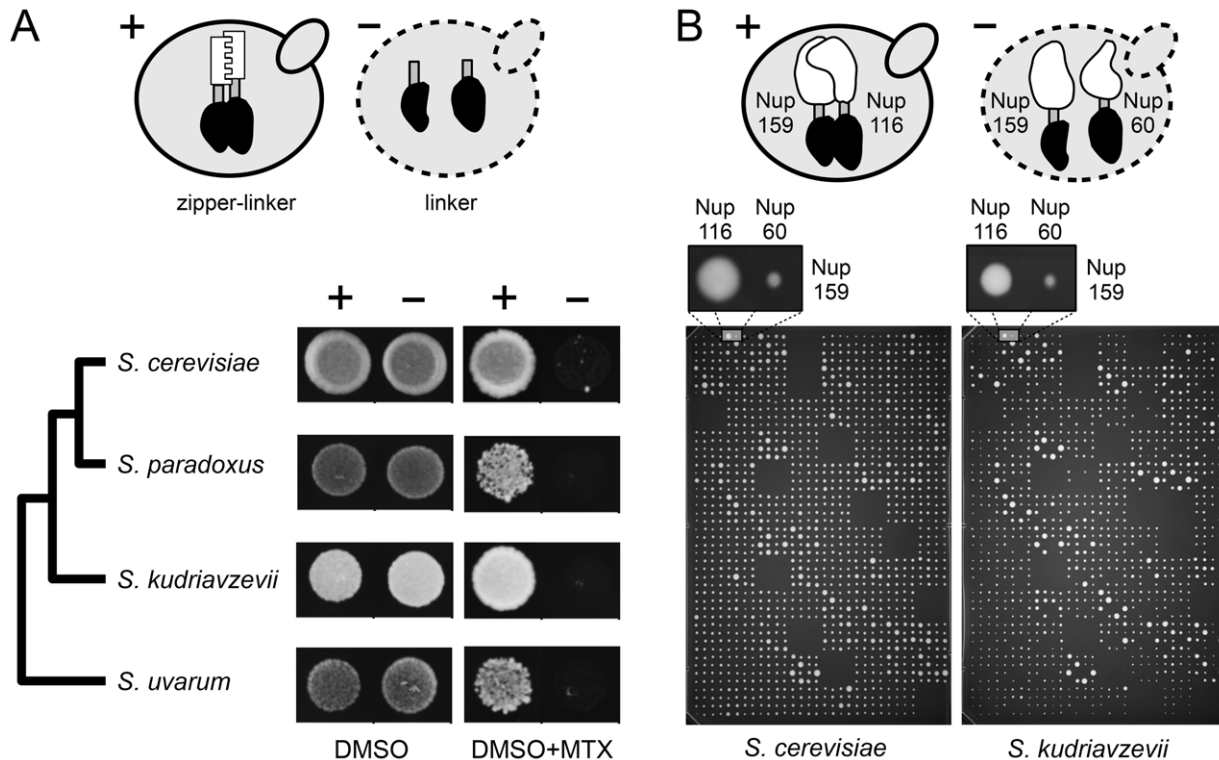 A
+
−
zipper-linker
linker
+
−
+
−
S. cerevisiae
S. paradoxus
S. kudriavzevii
S. uvarum
DMSO
DMSO+MTX
B
+
−
Nup
159
Nup
116
Nup
159
Nup
60
Nup
116
Nup
60
Nup
159
Nup
116
Nup
60
Nup
159
S. cerevisiae
S. kudriavzevii